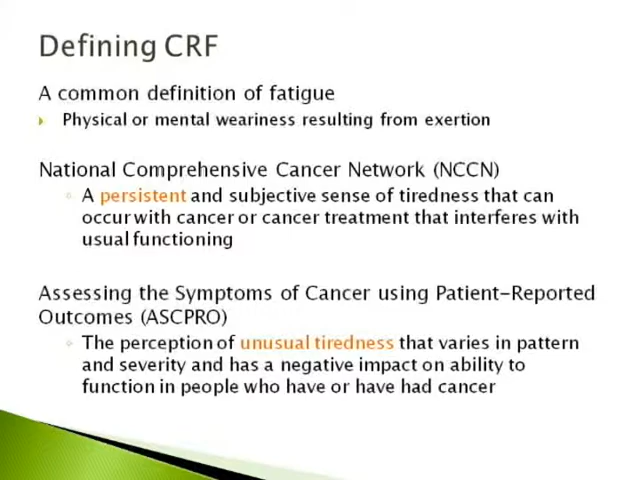 Defining CRF
A common definition of fatigue
Physical or mental weariness resulting from exertion
National Comprehensive Cancer Network (NCCN)
A persistent and subjective sense of tiredness that can
occur with cancer or cancer treatment that interferes with
usual functioning
Assessing the Symptoms of Cancer using Patient-Reported
Outcomes (ASCPRO)
The perception of unusual tiredness that varies in pattern
and severity and has a negative impact on ability to
function in people who have or have had cancer